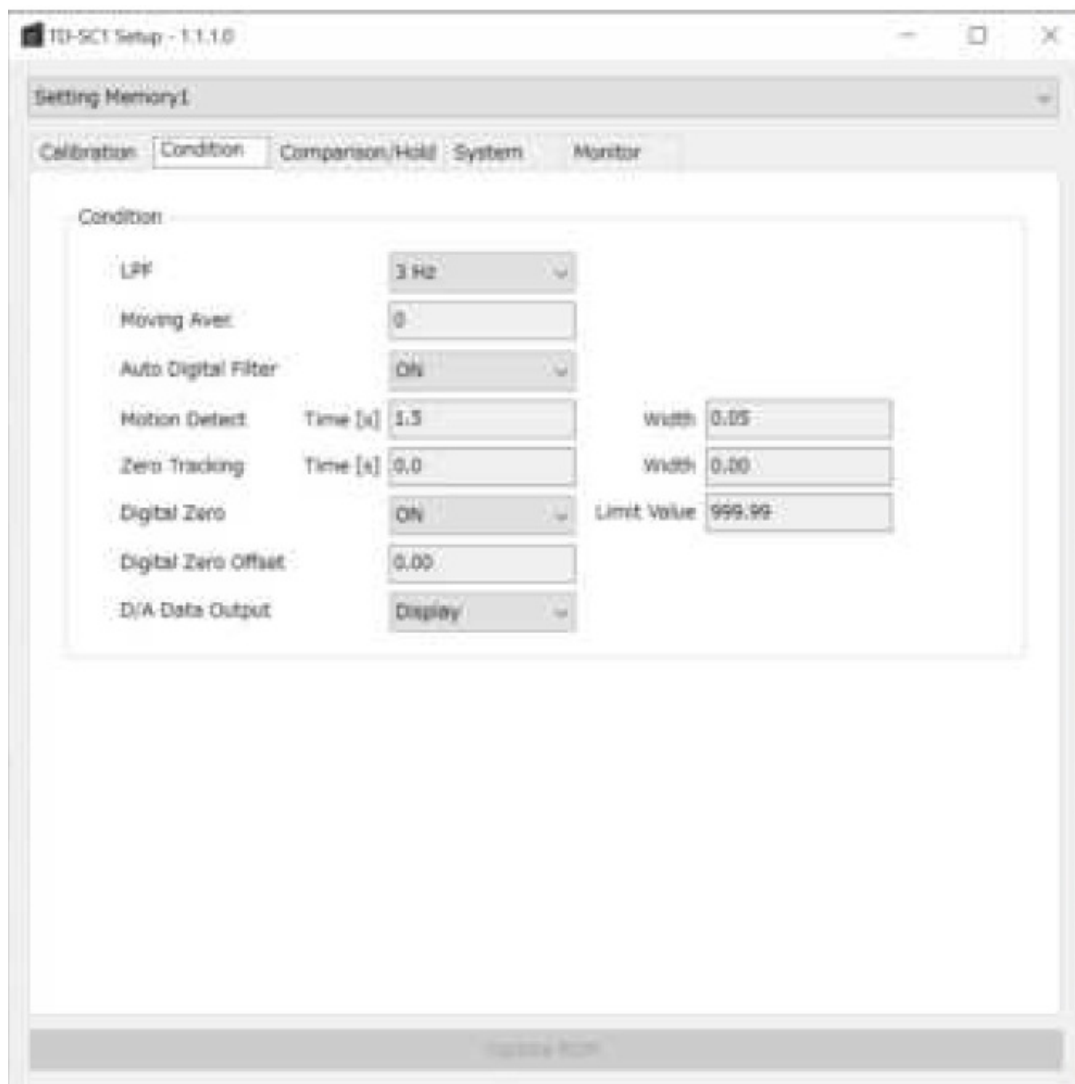 TD-SC1 Setup - 1.1.1.0
Setting Memory1
Calibration Condition Comparison/Hold System Monitor
Condition
LPF 3 Hz
Moving Aver. 0
Auto Digital Filter ON
Motion Detect Time [s] 1.5 Width 0.05
Zero Tracking Time [s] 0.0 Width 0.00
Digital Zero ON Limit Value 999.99
Digital Zero Offset 0.00
D/A Data Output Display